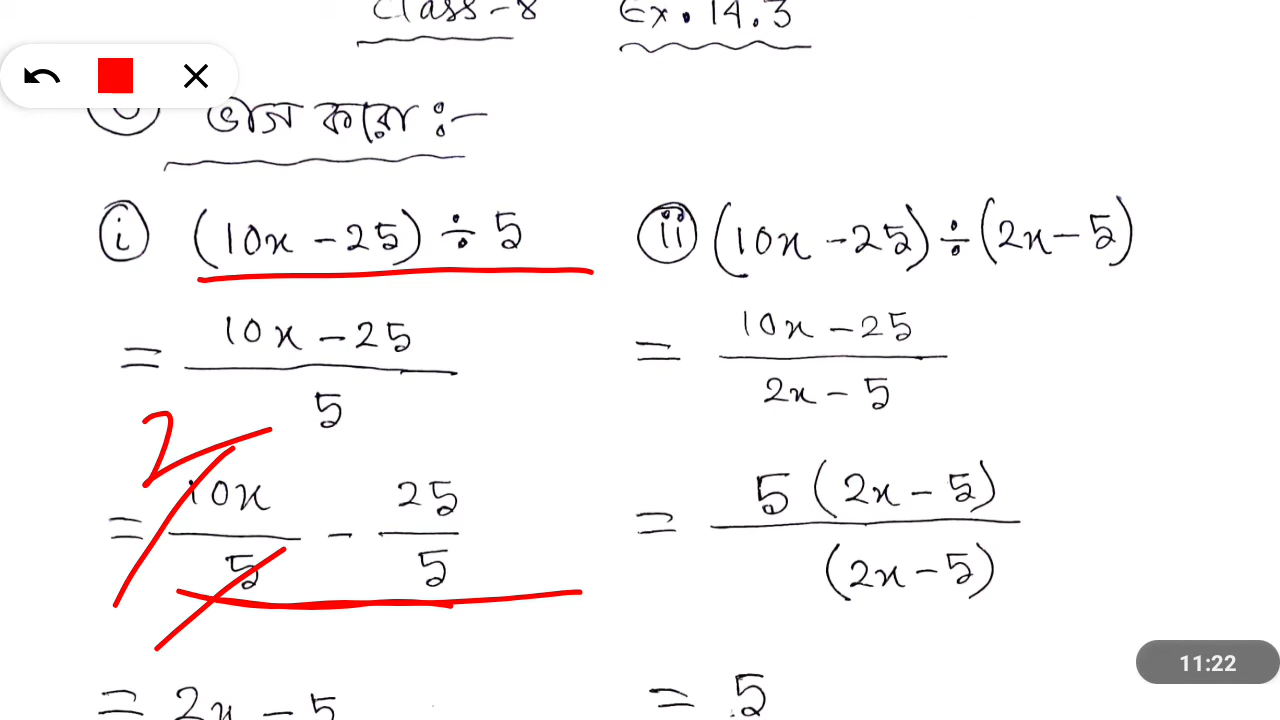 Class-8 Ex. 14.3
ভাগ করো :-
i (10x - 25) ÷ 5
= 10x - 25 / 5
2
= 10x / 5 - 25 / 5
= 2x - 5
ii (10x - 25) ÷ (2x - 5)
= 10x - 25 / 2x - 5
= 5 (2x - 5) / (2x - 5)
= 5
11:22